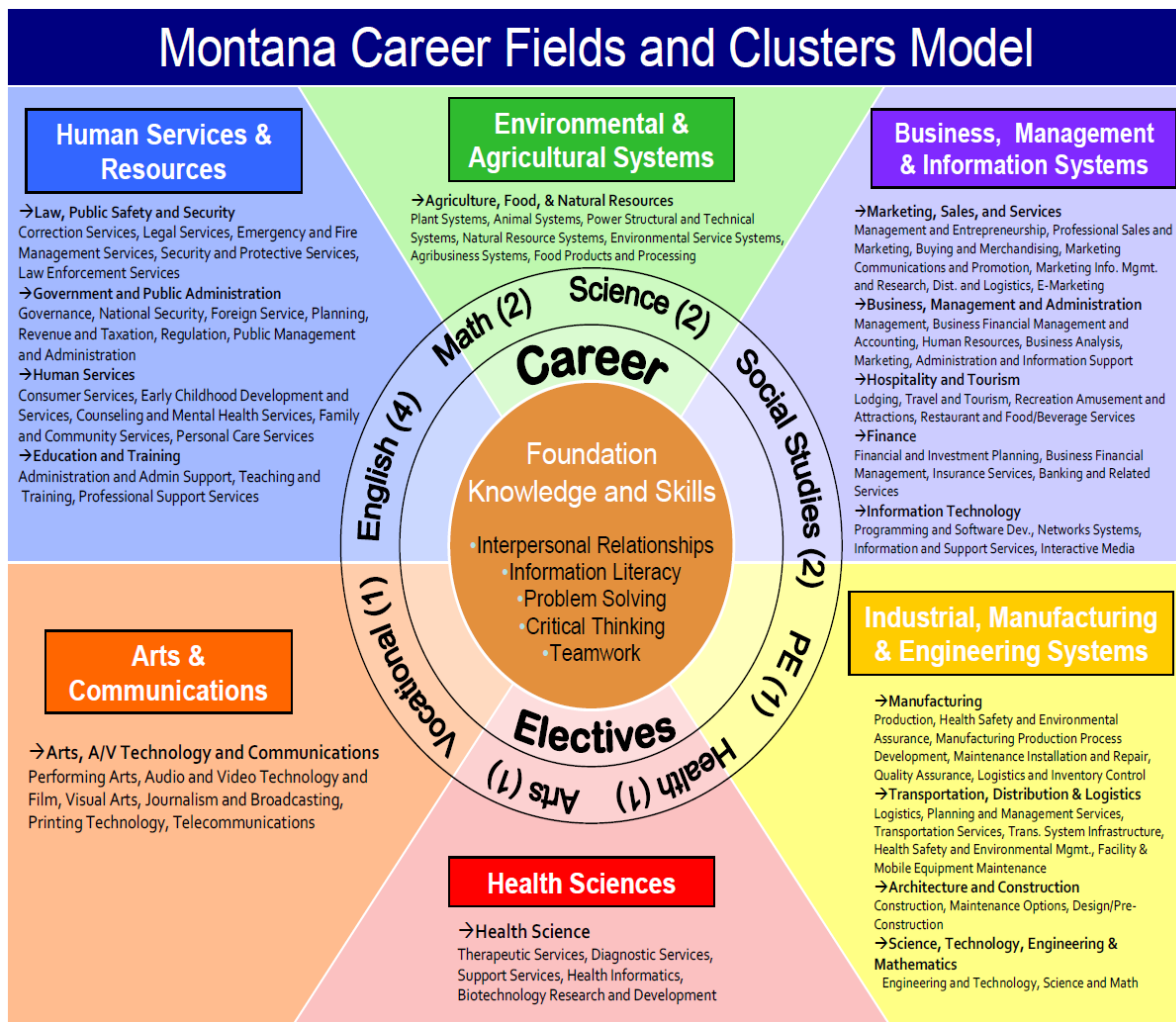 Montana Career Fields and Clusters Model
Human Services &
Resources
→Law, Public Safety and Security
Correction Services, Legal Services, Emergency and Fire
Management Services, Security and Protective Services,
Law Enforcement Services
→Government and Public Administration
Governance, National Security, Foreign Service, Planning,
Revenue and Taxation, Regulation, Public Management
and Administration
→Human Services
Consumer Services, Early Childhood Development and
Services, Counseling and Mental Health Services, Family
and Community Services, Personal Care Services
→Education and Training
Administration and Admin Support, Teaching and
Training, Professional Support Services
Environmental &
Agricultural Systems
→Agriculture, Food, & Natural Resources
Plant Systems, Animal Systems, Power Structural and Technical
Systems, Natural Resource Systems, Environmental Service Systems,
Agribusiness Systems, Food Products and Processing
Business, Management
& Information Systems
→Marketing, Sales, and Services
Management and Entrepreneurship, Professional Sales and
Marketing, Buying and Merchandising, Marketing
Communications and Promotion, Marketing Info. Mgmt.
and Research, Dist. and Logistics, E-Marketing
→Business, Management and Administration
Management, Business Financial Management and
Accounting, Human Resources, Business Analysis,
Marketing, Administration and Information Support
→Hospitality and Tourism
Lodging, Travel and Tourism, Recreation Amusement and
Attractions, Restaurant and Food/Beverage Services
→Finance
Financial and Investment Planning, Business Financial
Management, Insurance Services, Banking and Related
Services
→Information Technology
Programming and Software Dev., Networks Systems,
Information and Support Services, Interactive Media
English (4)
Math (2)
Science (2)
Social Studies (2)
PE (1)
Health (1)
Arts (1)
Vocational (1)
Career
Foundation
Knowledge and Skills
•Interpersonal Relationships
•Information Literacy
•Problem Solving
•Critical Thinking
•Teamwork
Electives
Arts &
Communications
→Arts, A/V Technology and Communications
Performing Arts, Audio and Video Technology and
Film, Visual Arts, Journalism and Broadcasting,
Printing Technology, Telecommunications
Health Sciences
→Health Science
Therapeutic Services, Diagnostic Services,
Support Services, Health Informatics,
Biotechnology Research and Development
Industrial, Manufacturing
& Engineering Systems
→Manufacturing
Production, Health Safety and Environmental
Assurance, Manufacturing Production Process
Development, Maintenance Installation and Repair,
Quality Assurance, Logistics and Inventory Control
→Transportation, Distribution & Logistics
Logistics, Planning and Management Services,
Transportation Services, Trans. System Infrastructure,
Health Safety and Environmental Mgmt., Facility &
Mobile Equipment Maintenance
→Architecture and Construction
Construction, Maintenance Options, Design/Pre-
Construction
→Science, Technology, Engineering &
Mathematics
Engineering and Technology, Science and Math